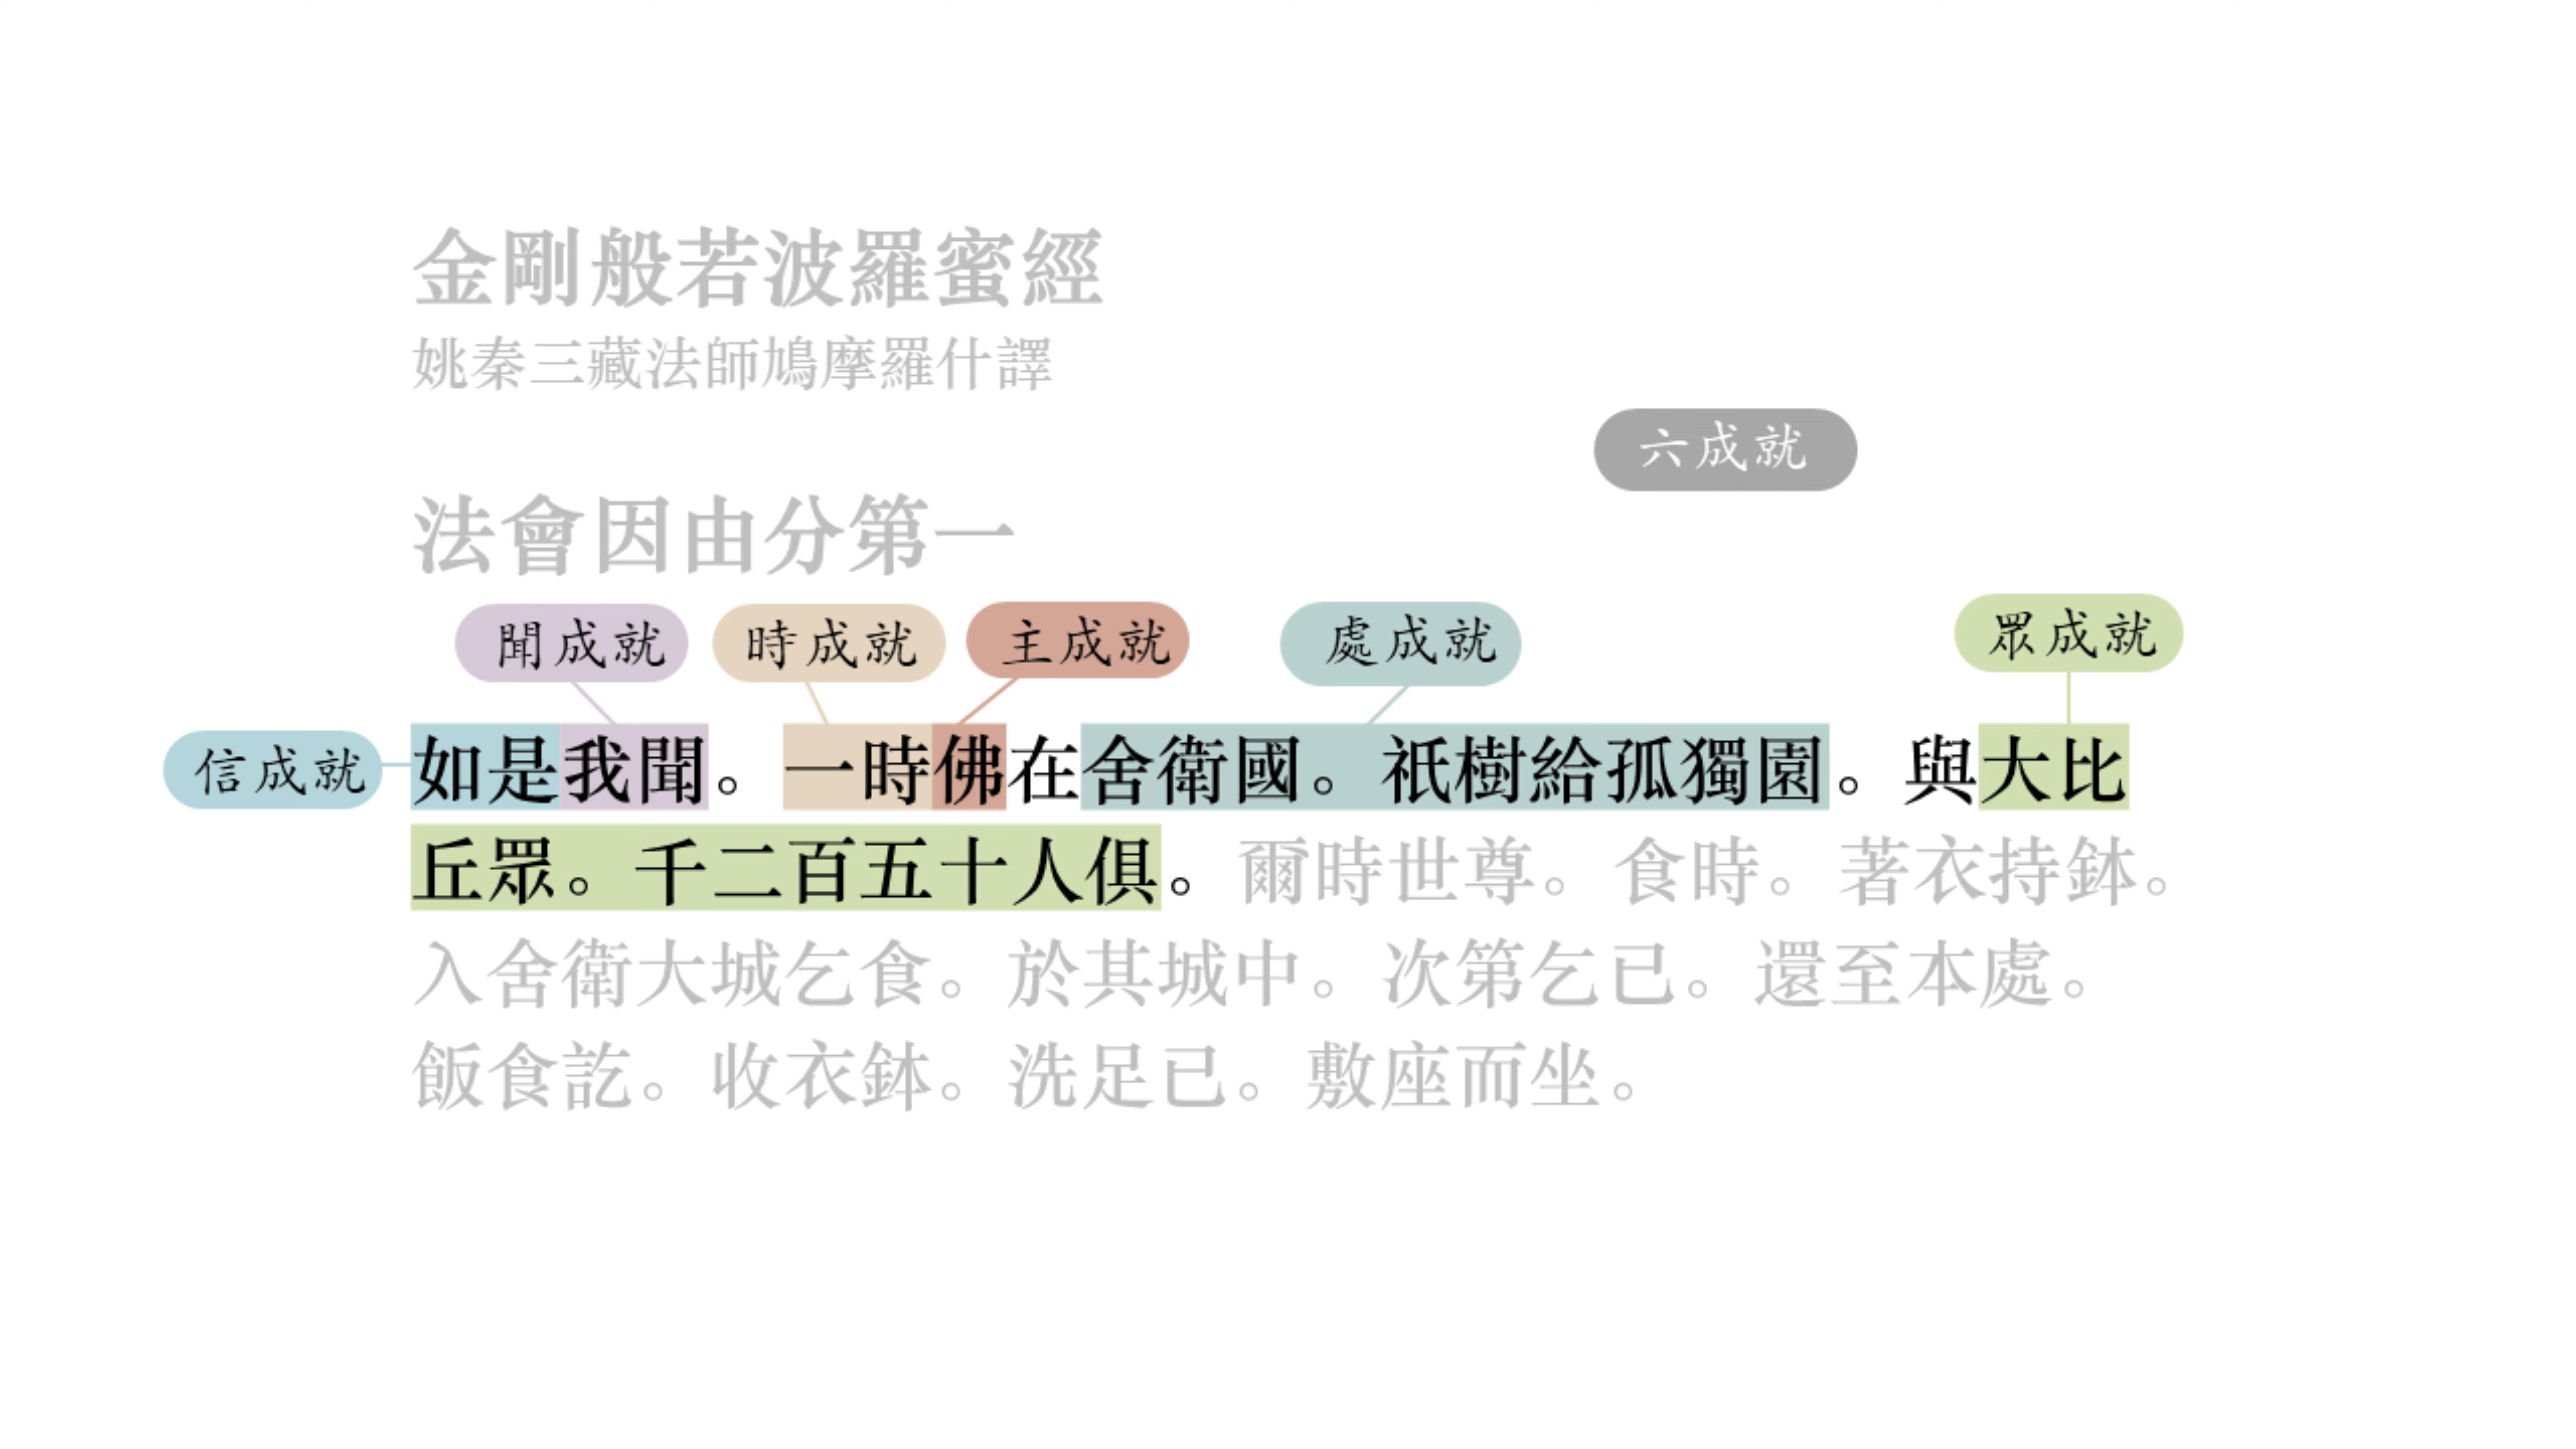 金剛般若波羅蜜經
姚秦三藏法師鳩摩羅什譯
六成就
法會因由分第一
聞成就
時成就
主成就
處成就
眾成就
信成就
如是我聞。一時佛在舍衛國。祇樹給孤獨園。與大比
丘眾。千二百五十人俱。爾時世尊。食時。著衣持鉢。
入舍衛大城乞食。於其城中。次第乞已。還至本處。
飯食訖。收衣鉢。洗足已。敷座而坐。